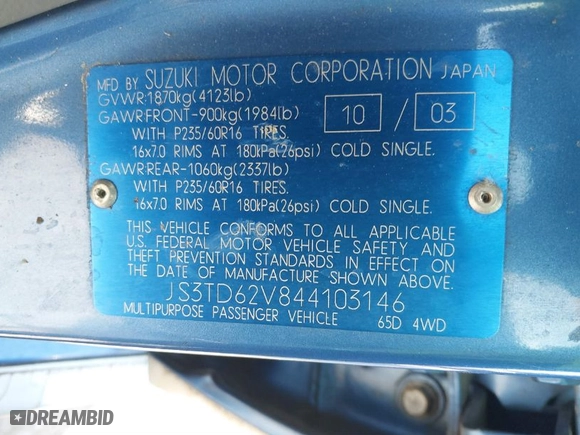 MFD BY SUZUKI MOTOR CORPORATION JAPAN
GVWR:1870kg(4123lb)
GAWR:FRONT-900kg(1984lb) 10 / 03
WITH P235/60R16 TIRES.
16x7.0 RIMS AT 180kPa(26psi) COLD SINGLE.
GAWR:REAR-1060kg(2337lb)
WITH P235/60R16 TIRES.
16x7.0 RIMS AT 180kPa(26psi) COLD SINGLE.
THIS VEHICLE CONFORMS TO ALL APPLICABLE
U.S. FEDERAL MOTOR VEHICLE SAFETY AND
THEFT PREVENTION STANDARDS IN EFFECT ON
THE DATE OF MANUFACTURE SHOWN ABOVE.
JS3TD62V844103146
MULTIPURPOSE PASSENGER VEHICLE 65D 4WD
DREAMBID